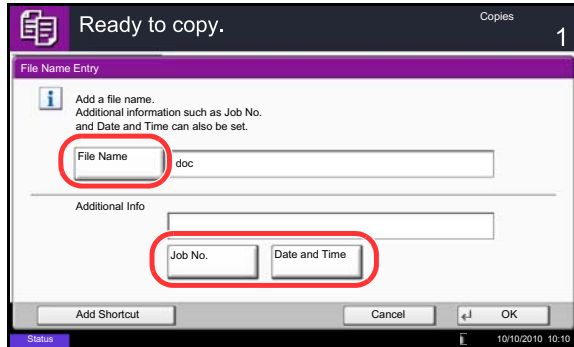 Ready to copy.
Copies
1
File Name Entry
Add a file name.
Additional information such as Job No.
and Date and Time can also be set.
File Name
doc
Additional Info
Job No.
Date and Time
Add Shortcut
Cancel
OK
Status
10/10/2010 10:10